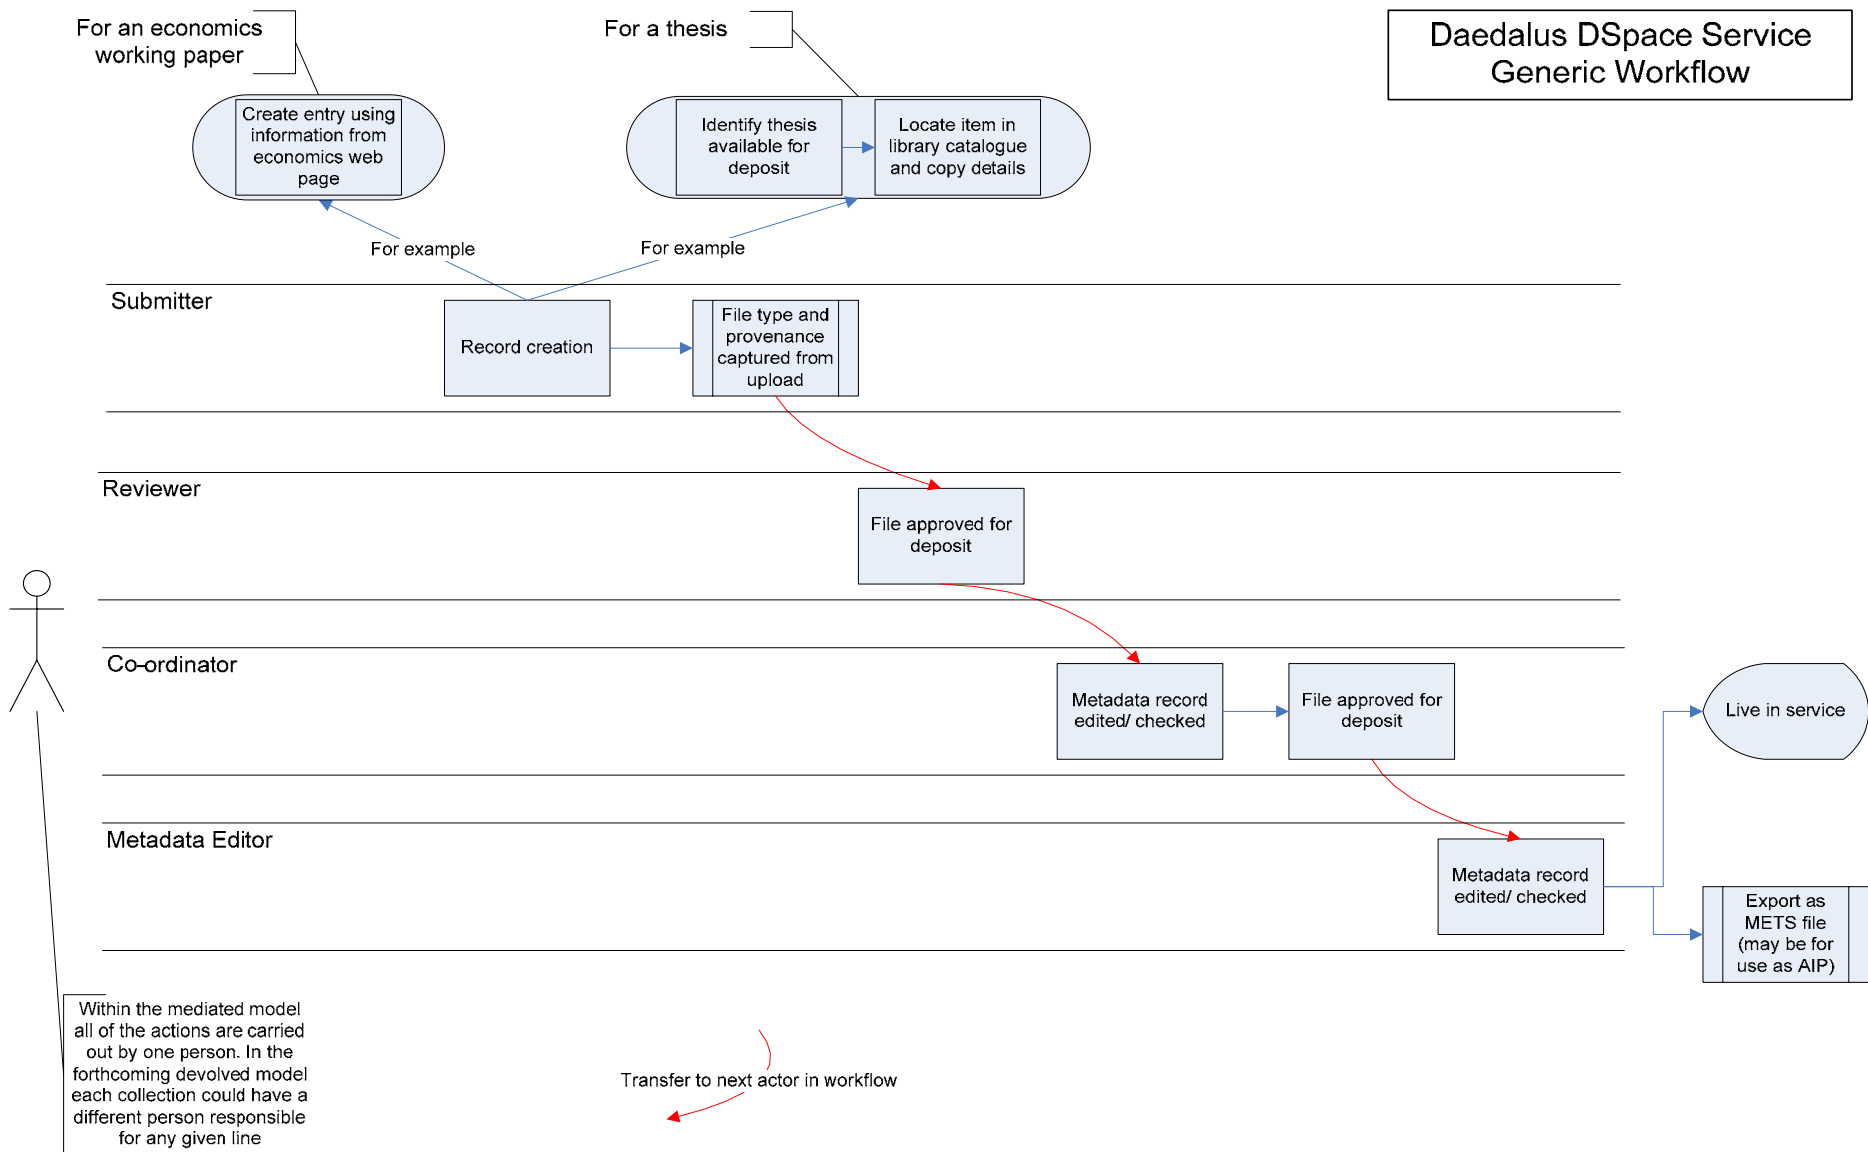 For an economics
working paper
For a thesis
Daedalus DSpace Service
Generic Workflow
Create entry using
information from
economics web
page
Identify thesis
available for
deposit
Locate item in
library catalogue
and copy details
For example
For example
Submitter
Record creation
File type and
provenance
captured from
upload
Reviewer
File approved for
deposit
Co-ordinator
Metadata record
edited/ checked
File approved for
deposit
Live in service
Metadata Editor
Metadata record
edited/ checked
Export as
METS file
(may be for
use as AIP)
Within the mediated model
all of the actions are carried
out by one person. In the
forthcoming devolved model
each collection could have a
different person responsible
for any given line
Transfer to next actor in workflow